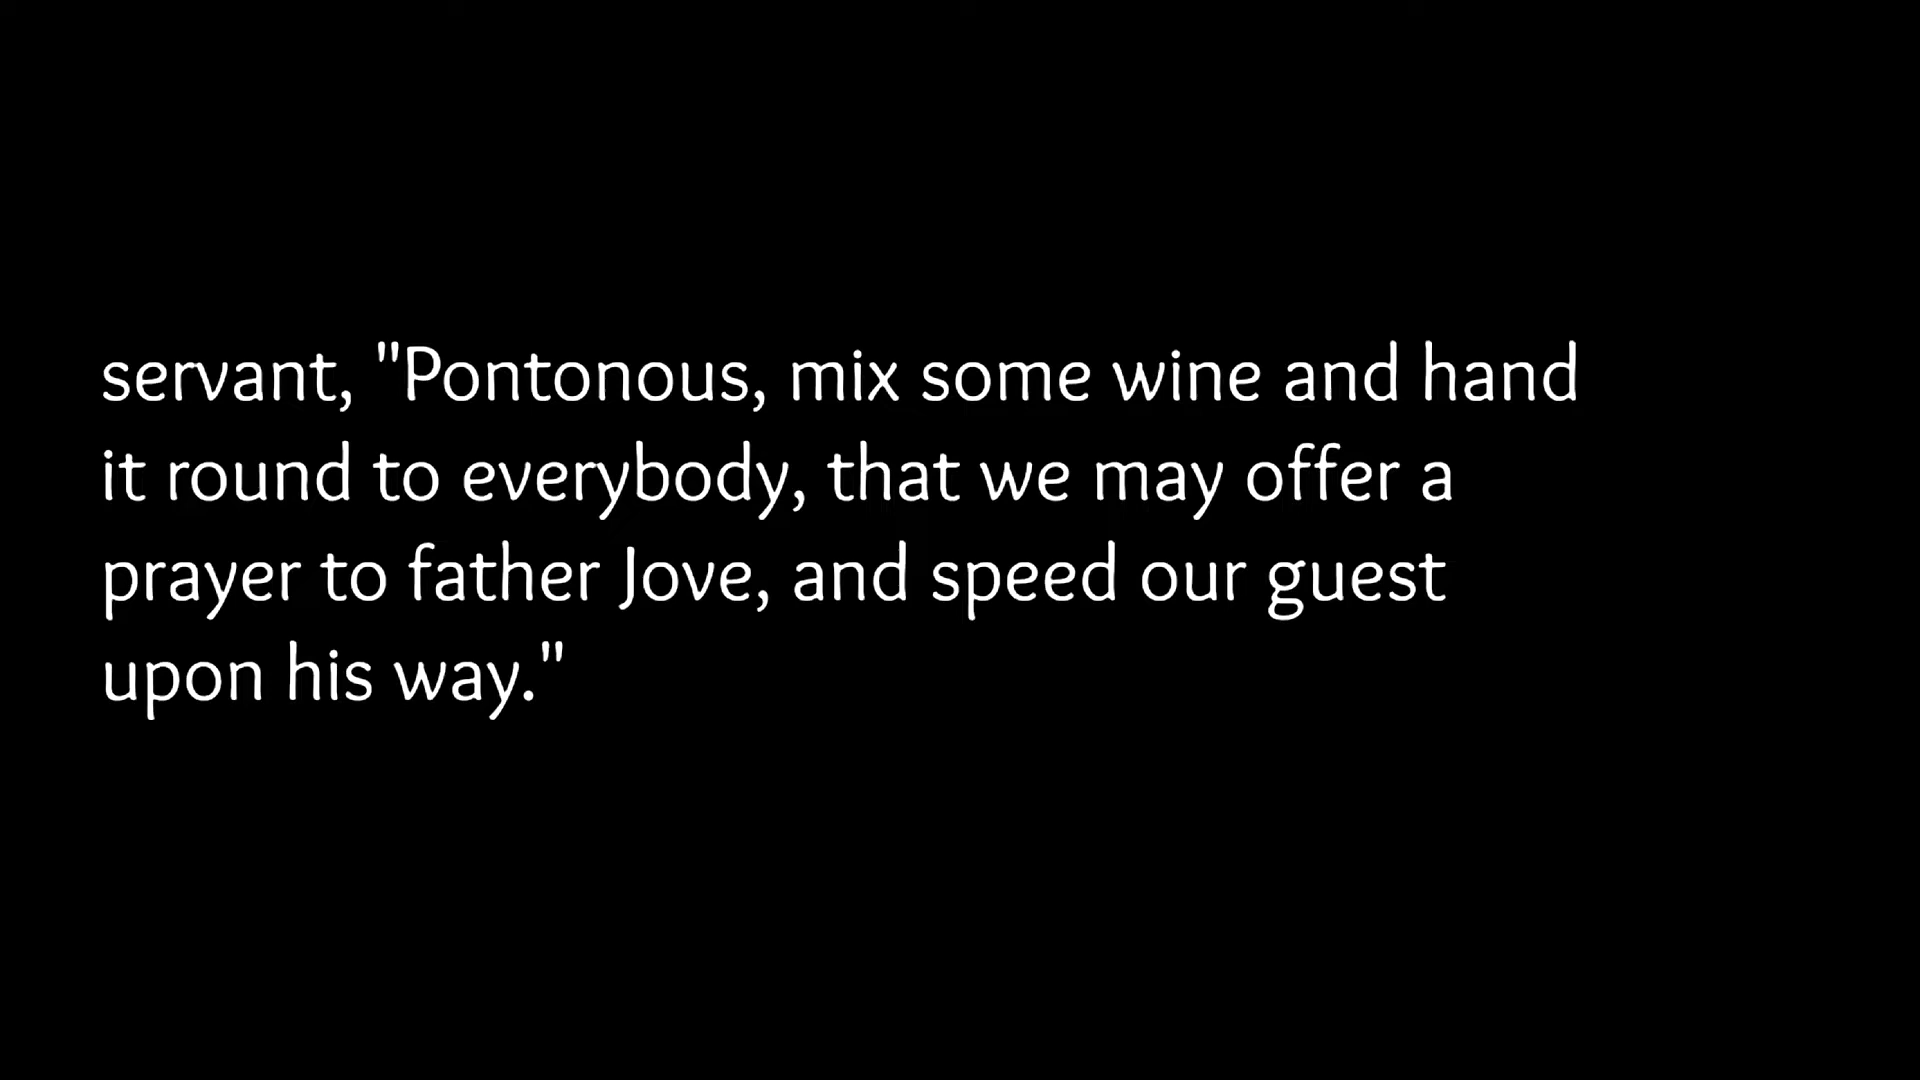 servant, "Pontonous, mix some wine and hand
it round to everybody, that we may offer a
prayer to father Jove, and speed our guest
upon his way."